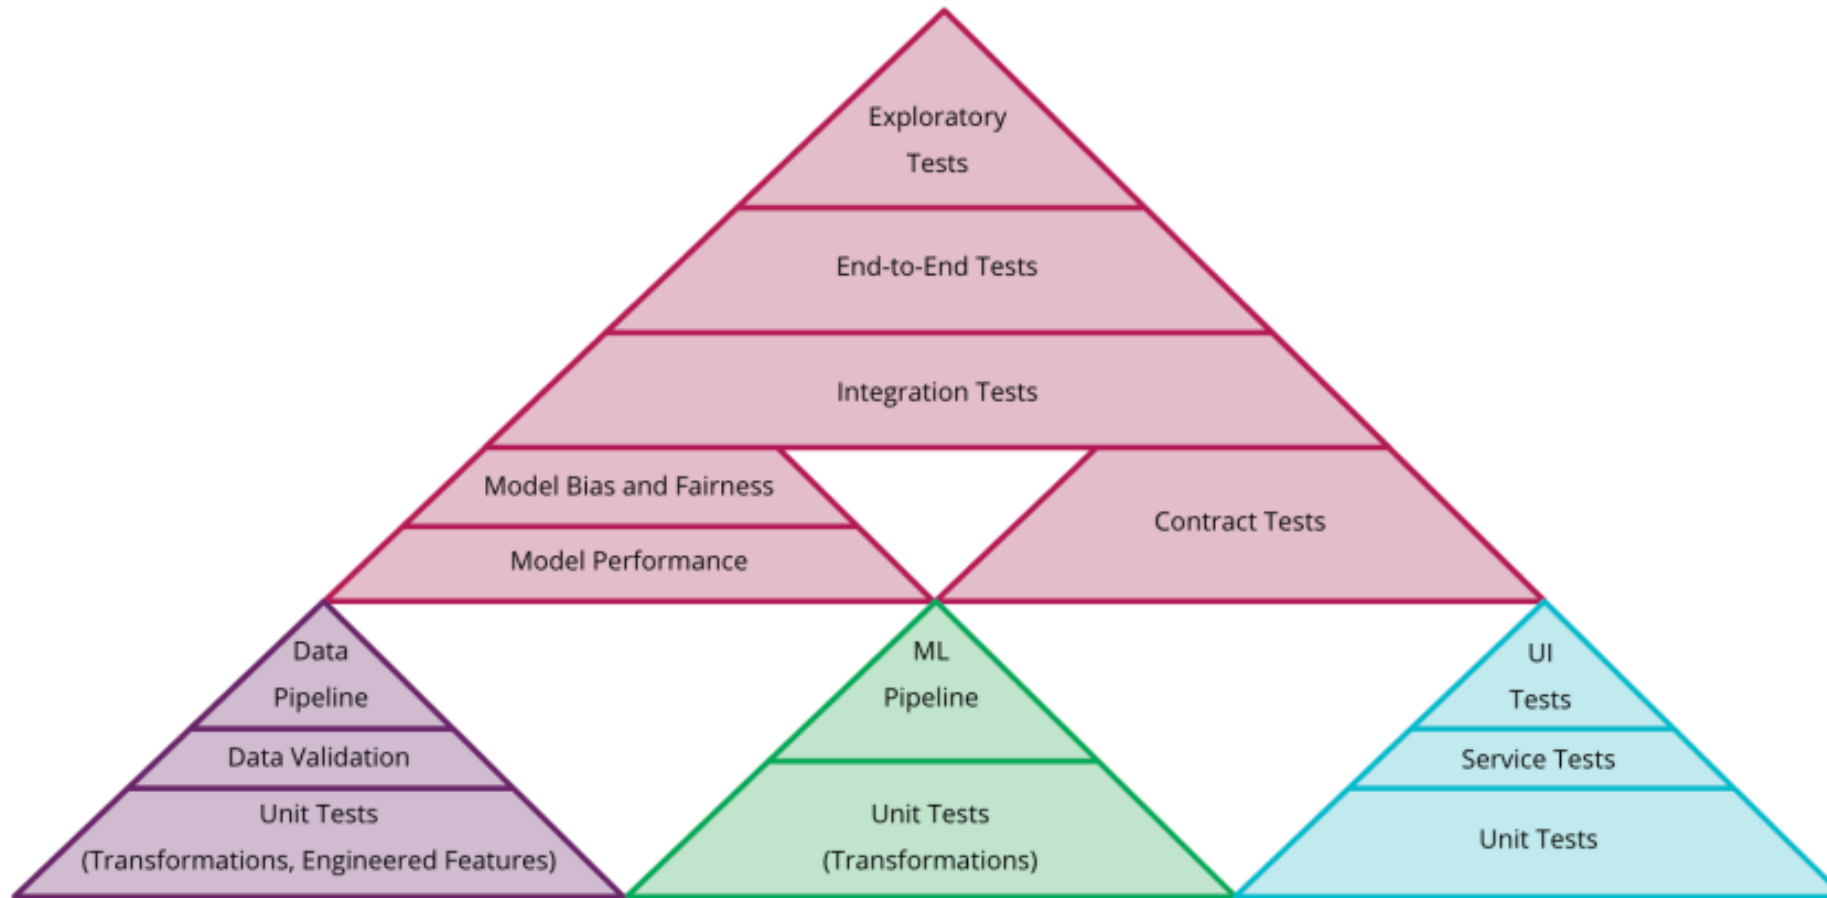 Exploratory
Tests
End-to-End Tests
Integration Tests
Model Bias and Fairness
Model Performance
Contract Tests
Data
Pipeline
Data Validation
Unit Tests
(Transformations, Engineered Features)
ML
Pipeline
Unit Tests
(Transformations)
UI
Tests
Service Tests
Unit Tests